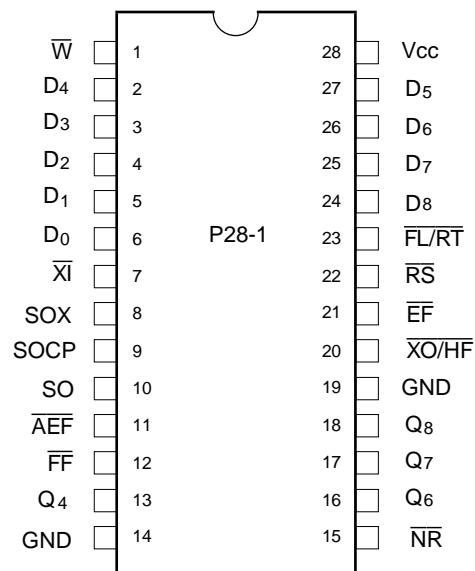 W̅ 1 28 Vcc
D4 2 27 D5
D3 3 26 D6
D2 4 25 D7
D1 5 24 D8
D0 6 P28-1 23 F̅L̅/̅R̅T̅
X̅I̅ 7 22 R̅S̅
SOX 8 21 E̅F̅
SOCP 9 20 X̅O̅/̅H̅F̅
SO 10 19 GND
A̅E̅F̅ 11 18 Q8
F̅F̅ 12 17 Q7
Q4 13 16 Q6
GND 14 15 N̅R̅